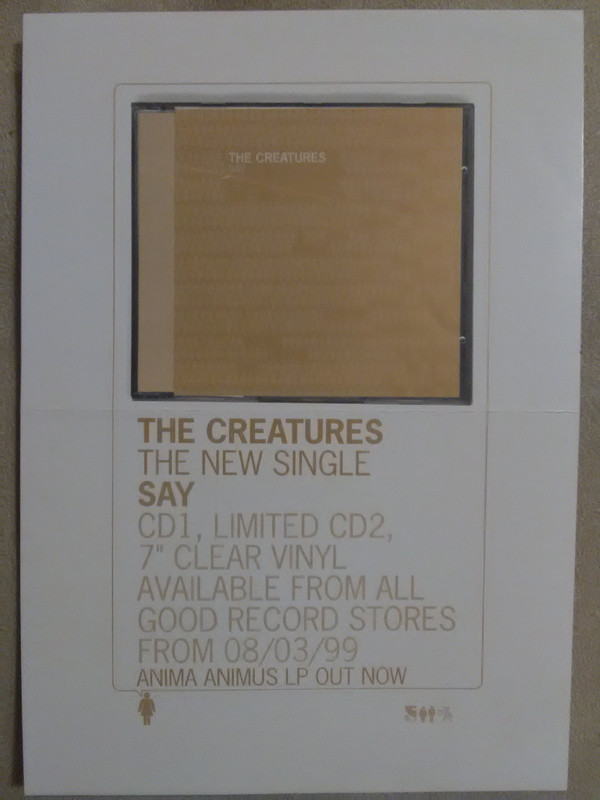 THE CREATURES
THE CREATURES
THE NEW SINGLE
SAY
CD1, LIMITED CD2,
7" CLEAR VINYL
AVAILABLE FROM ALL
GOOD RECORD STORES
FROM 08/03/99
ANIMA ANIMUS LP OUT NOW